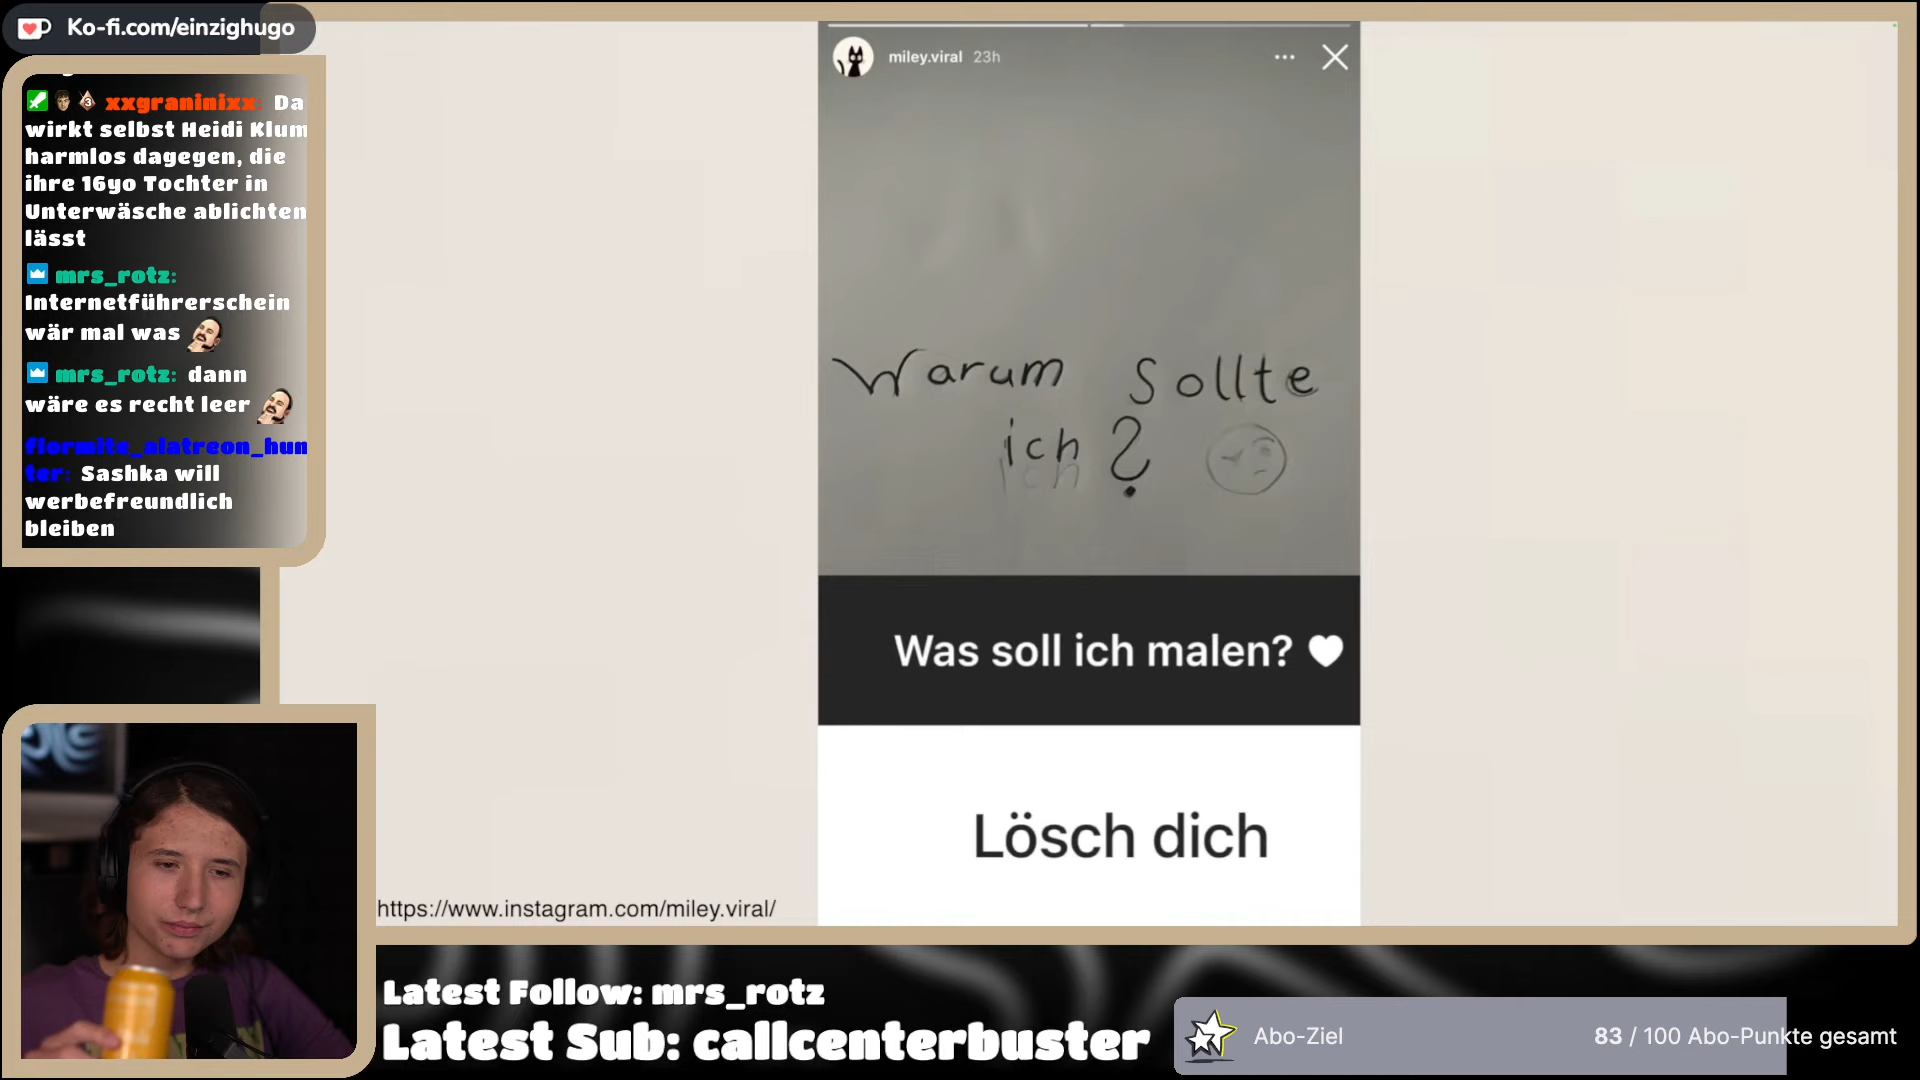 Ko-fi.com/einzighugo
xxgraninixx: Da
wirkt selbst Heidi Klum
harmlos dagegen, die
ihre 16yo Tochter in
Unterwäsche ablichten
lässt
mrs_rotz:
Internetführerschein
wär mal was
mrs_rotz: dann
wäre es recht leer
fiormite_alatreon_hun
ter: Sashka will
werbefreundlich
bleiben
miley.viral 23h
Warum sollte
ich?
Was soll ich malen?
Lösch dich
https://www.instagram.com/miley.viral/
Latest Follow: mrs_rotz
Latest Sub: callcenterbuster
Abo-Ziel
83 / 100 Abo-Punkte gesamt